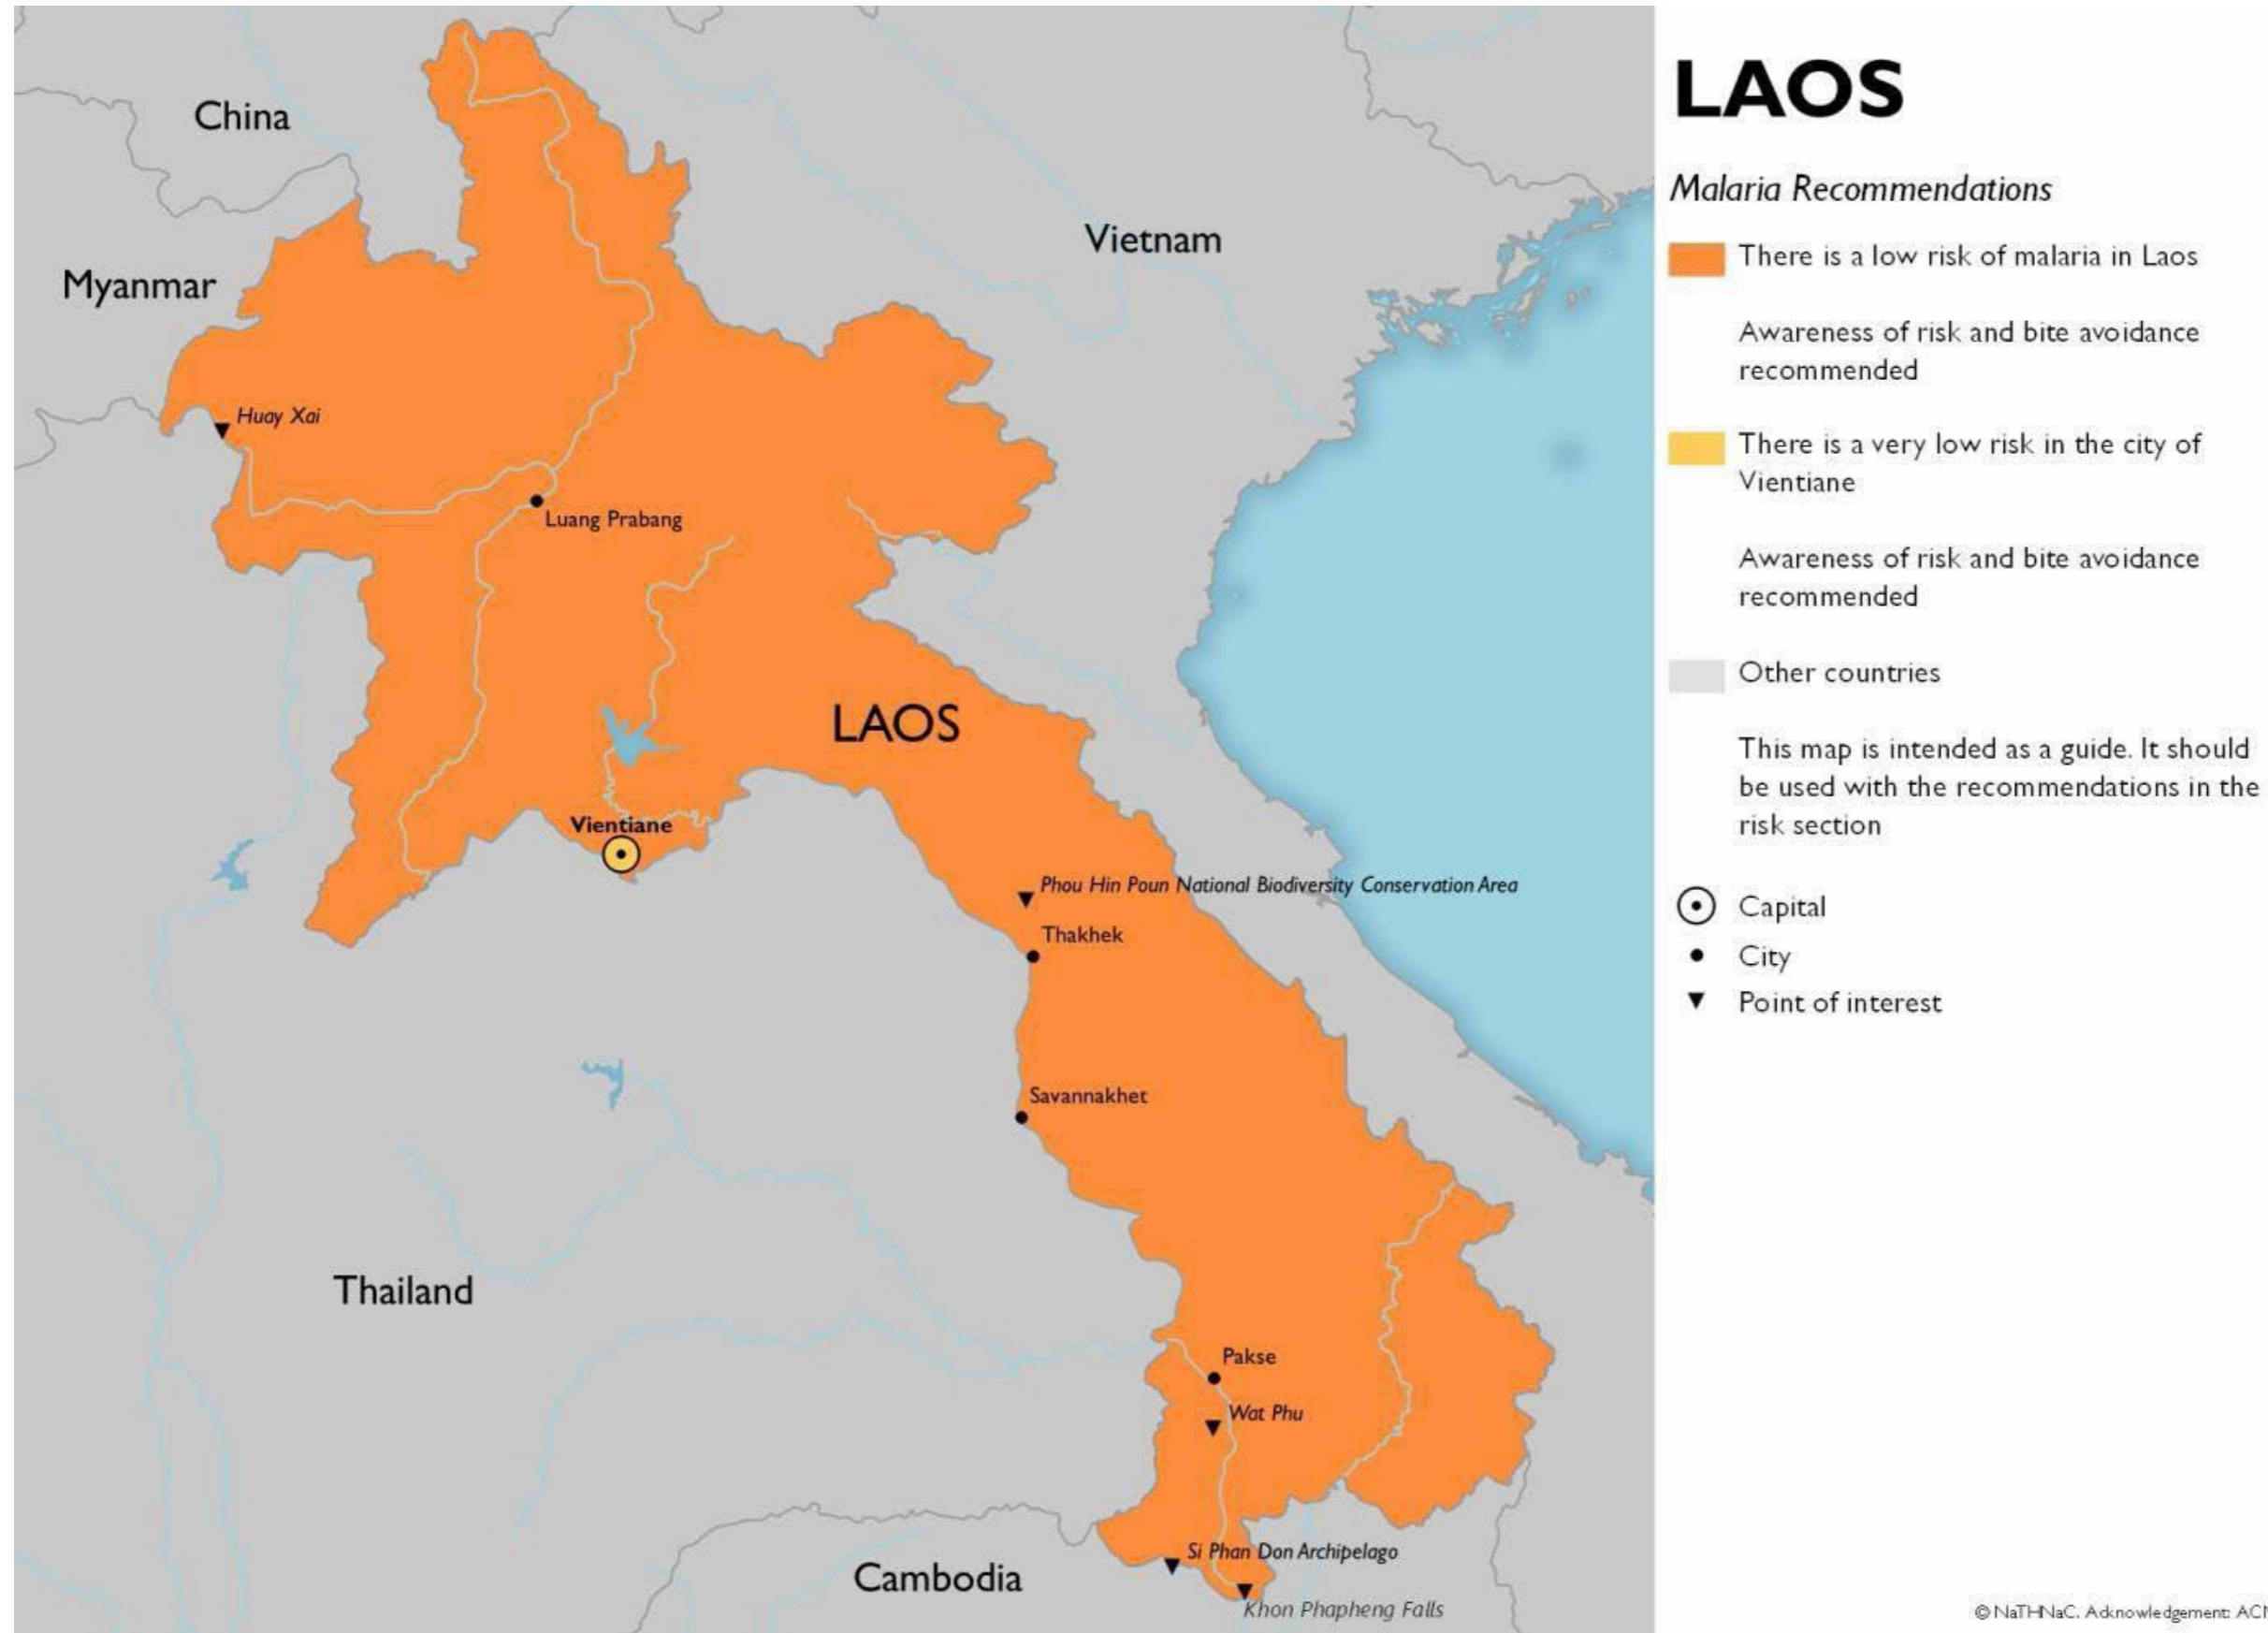 China
Myanmar
Vietnam
Huay Xai
Luang Prabang
LAOS
Vientiane
Phou Hin Poun National Biodiversity Conservation Area
Thakhek
Savannakhet
Thailand
Pakse
Wat Phu
Si Phan Don Archipelago
Cambodia
Khon Phapheng Falls
LAOS
Malaria Recommendations
There is a low risk of malaria in Laos
Awareness of risk and bite avoidance
recommended
There is a very low risk in the city of
Vientiane
Awareness of risk and bite avoidance
recommended
Other countries
This map is intended as a guide. It should
be used with the recommendations in the
risk section
Capital
City
Point of interest
© NaTHNaC. Acknowledgement: